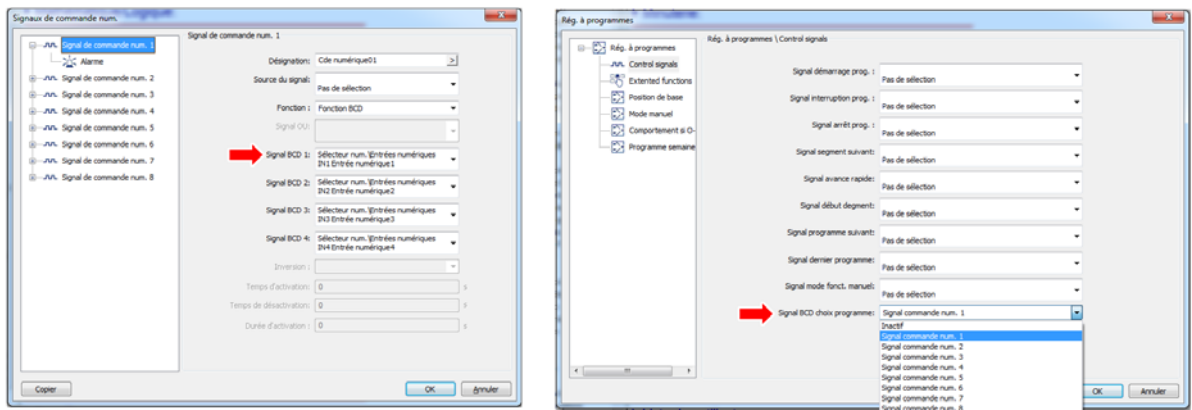 Signaux de commande num.
Signal de commande num. 1
Alarme
Signal de commande num. 2
Signal de commande num. 3
Signal de commande num. 4
Signal de commande num. 5
Signal de commande num. 6
Signal de commande num. 7
Signal de commande num. 8
Signal de commande num. 1
Désignation: Cde numérique01 >
Source du signal: Pas de sélection
Fonction : Fonction BCD
Signal OU:
Signal BCD 1: Sélecteur num.\Entrées numériques
IN1 Entrée numérique1
Signal BCD 2: Sélecteur num.\Entrées numériques
IN2 Entrée numérique2
Signal BCD 3: Sélecteur num.\Entrées numériques
IN3 Entrée numérique3
Signal BCD 4: Sélecteur num.\Entrées numériques
IN4 Entrée numérique4
Inversion :
Temps d'activation: 0 s
Temps de désactivation: 0 s
Durée d'activation : 0 s
Copier OK Annuler
Rég. à programmes
Rég. à programmes
Control signals
Extented functions
Position de base
Mode manuel
Comportement si O-
Programme semaine
Rég. à programmes \ Control signals
Signal démarrage prog. : Pas de sélection
Signal interruption prog. : Pas de sélection
Signal arrêt prog. : Pas de sélection
Signal segment suivant: Pas de sélection
Signal avance rapide: Pas de sélection
Signal début degment: Pas de sélection
Signal programme suivant: Pas de sélection
Signal dernier programme: Pas de sélection
Signal mode fonct. manuel: Pas de sélection
Signal BCD choix programme: Signal commande num. 1
Inactif
Signal commande num. 1
Signal commande num. 2
Signal commande num. 3
Signal commande num. 4
Signal commande num. 5
Signal commande num. 6
Signal commande num. 7
Signal commande num. 8
OK Annuler